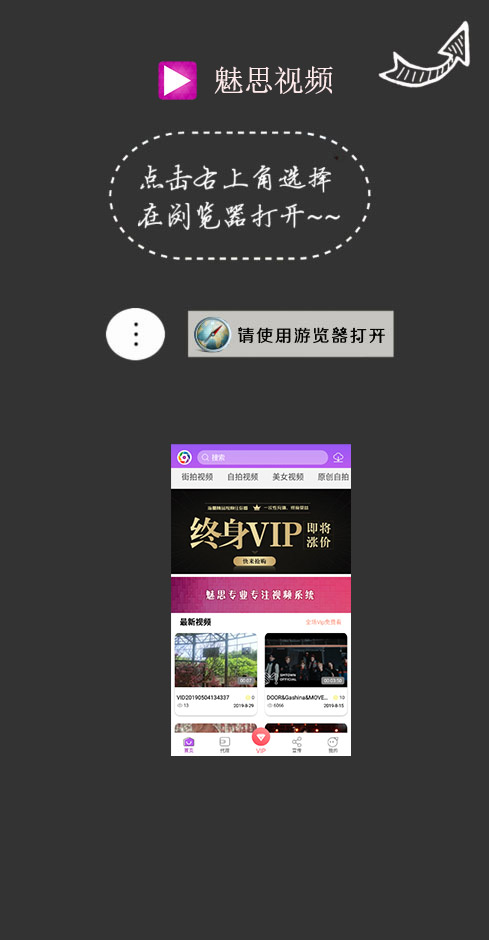 魅思视频
点击右上角选择
在浏览器打开~~
请使用游览器打开
搜索
街拍视频 自拍视频 美女视频 原创自拍
终身VIP 即将涨价
快来抢购
魅思专业专注视频系统
最新视频 全场Vip免费看
00:07 00:03:50
VID20190504134337 0 DOOR&Gashina&MOVE... 10
13 2019-8-29 6066 2019-8-15
首页 代理 VIP 宣传 我的